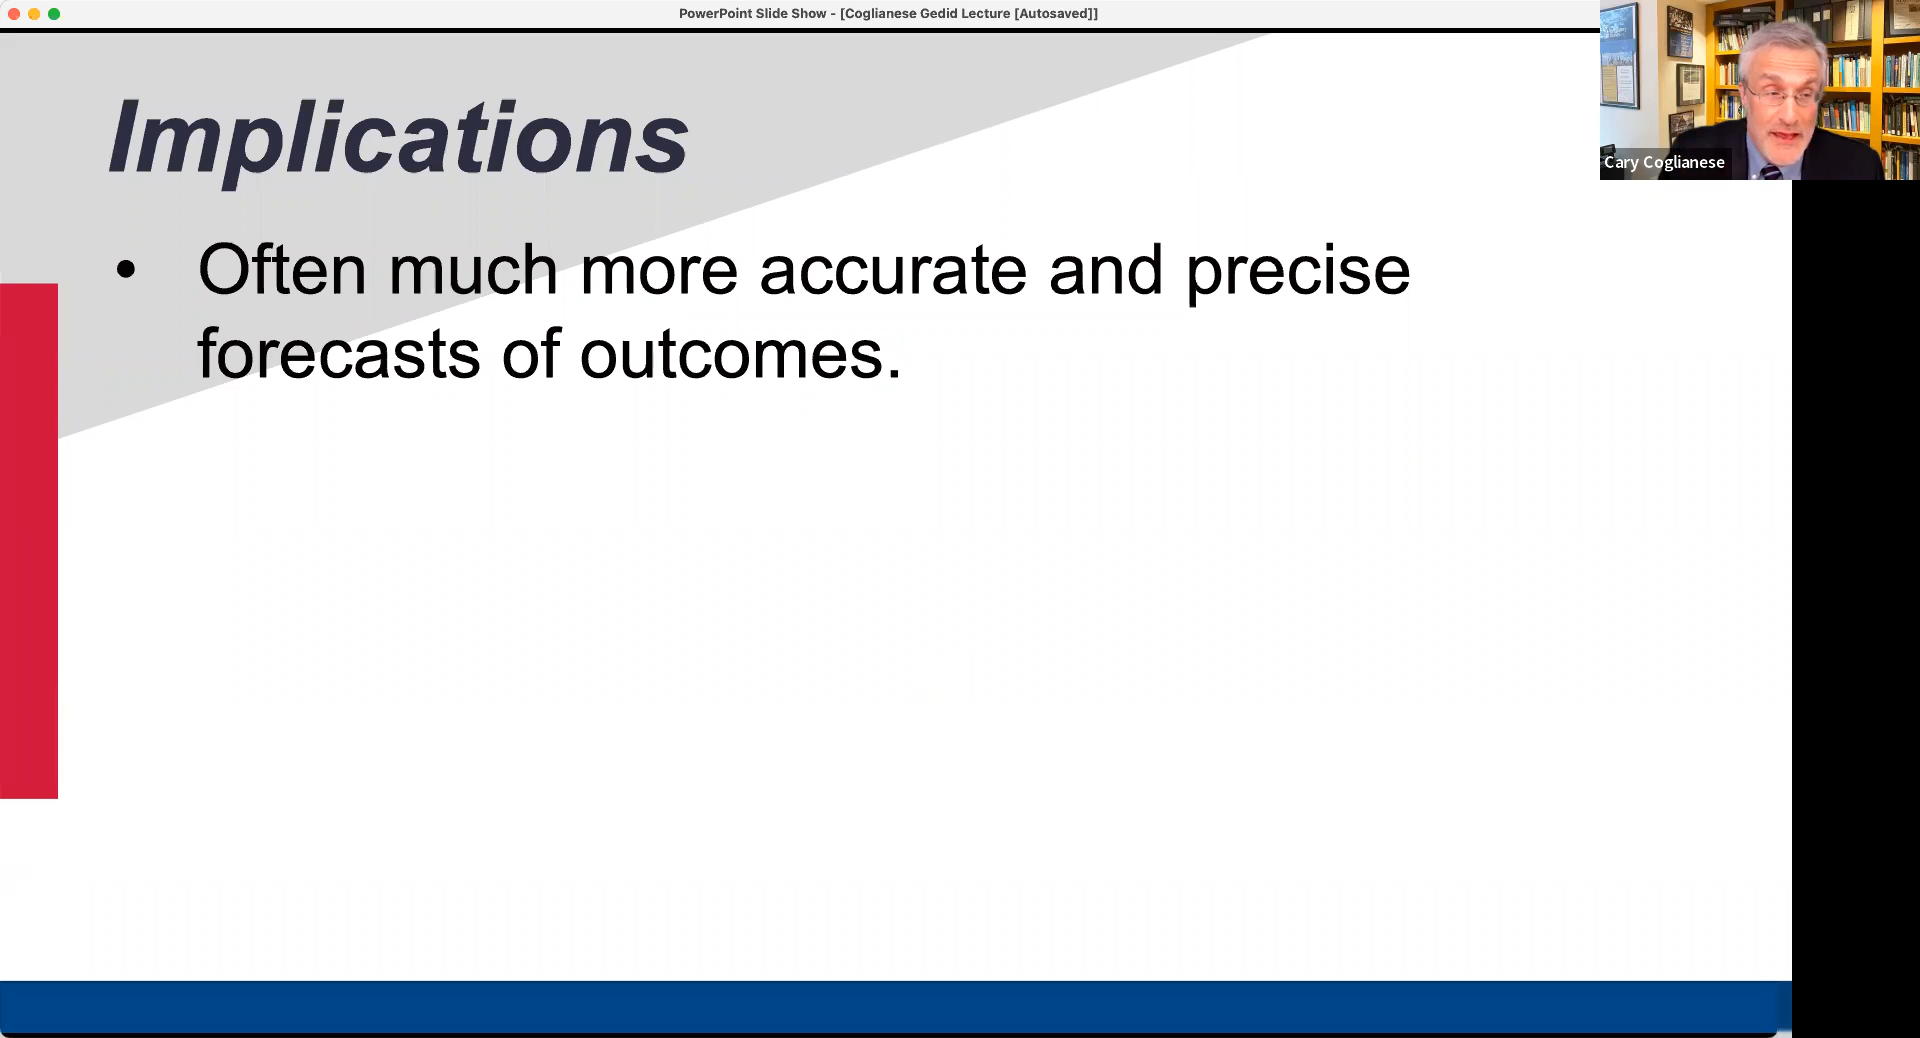 PowerPoint Slide Show - [Coglianese Gedid Lecture [Autosaved]]
Implications
• Often much more accurate and precise
forecasts of outcomes.
Cary Coglianese